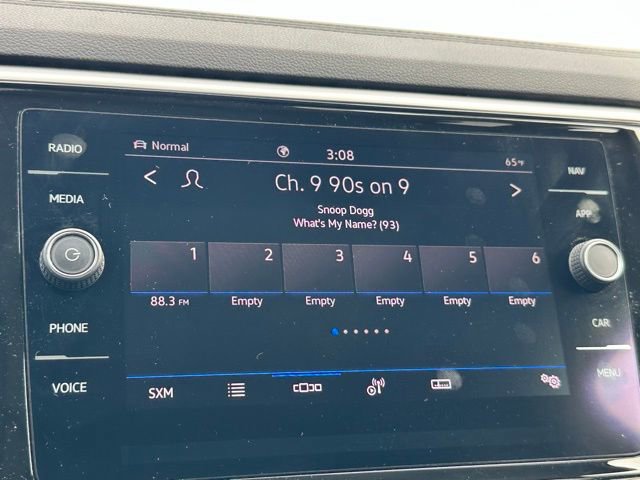 RADIO
MEDIA
PHONE
VOICE
Normal
3:08
65°F
Ch. 9 90s on 9
Snoop Dogg
What's My Name? (93)
1 2 3 4 5 6
88.3 FM Empty Empty Empty Empty Empty
SXM
NAV
APP
CAR
MENU